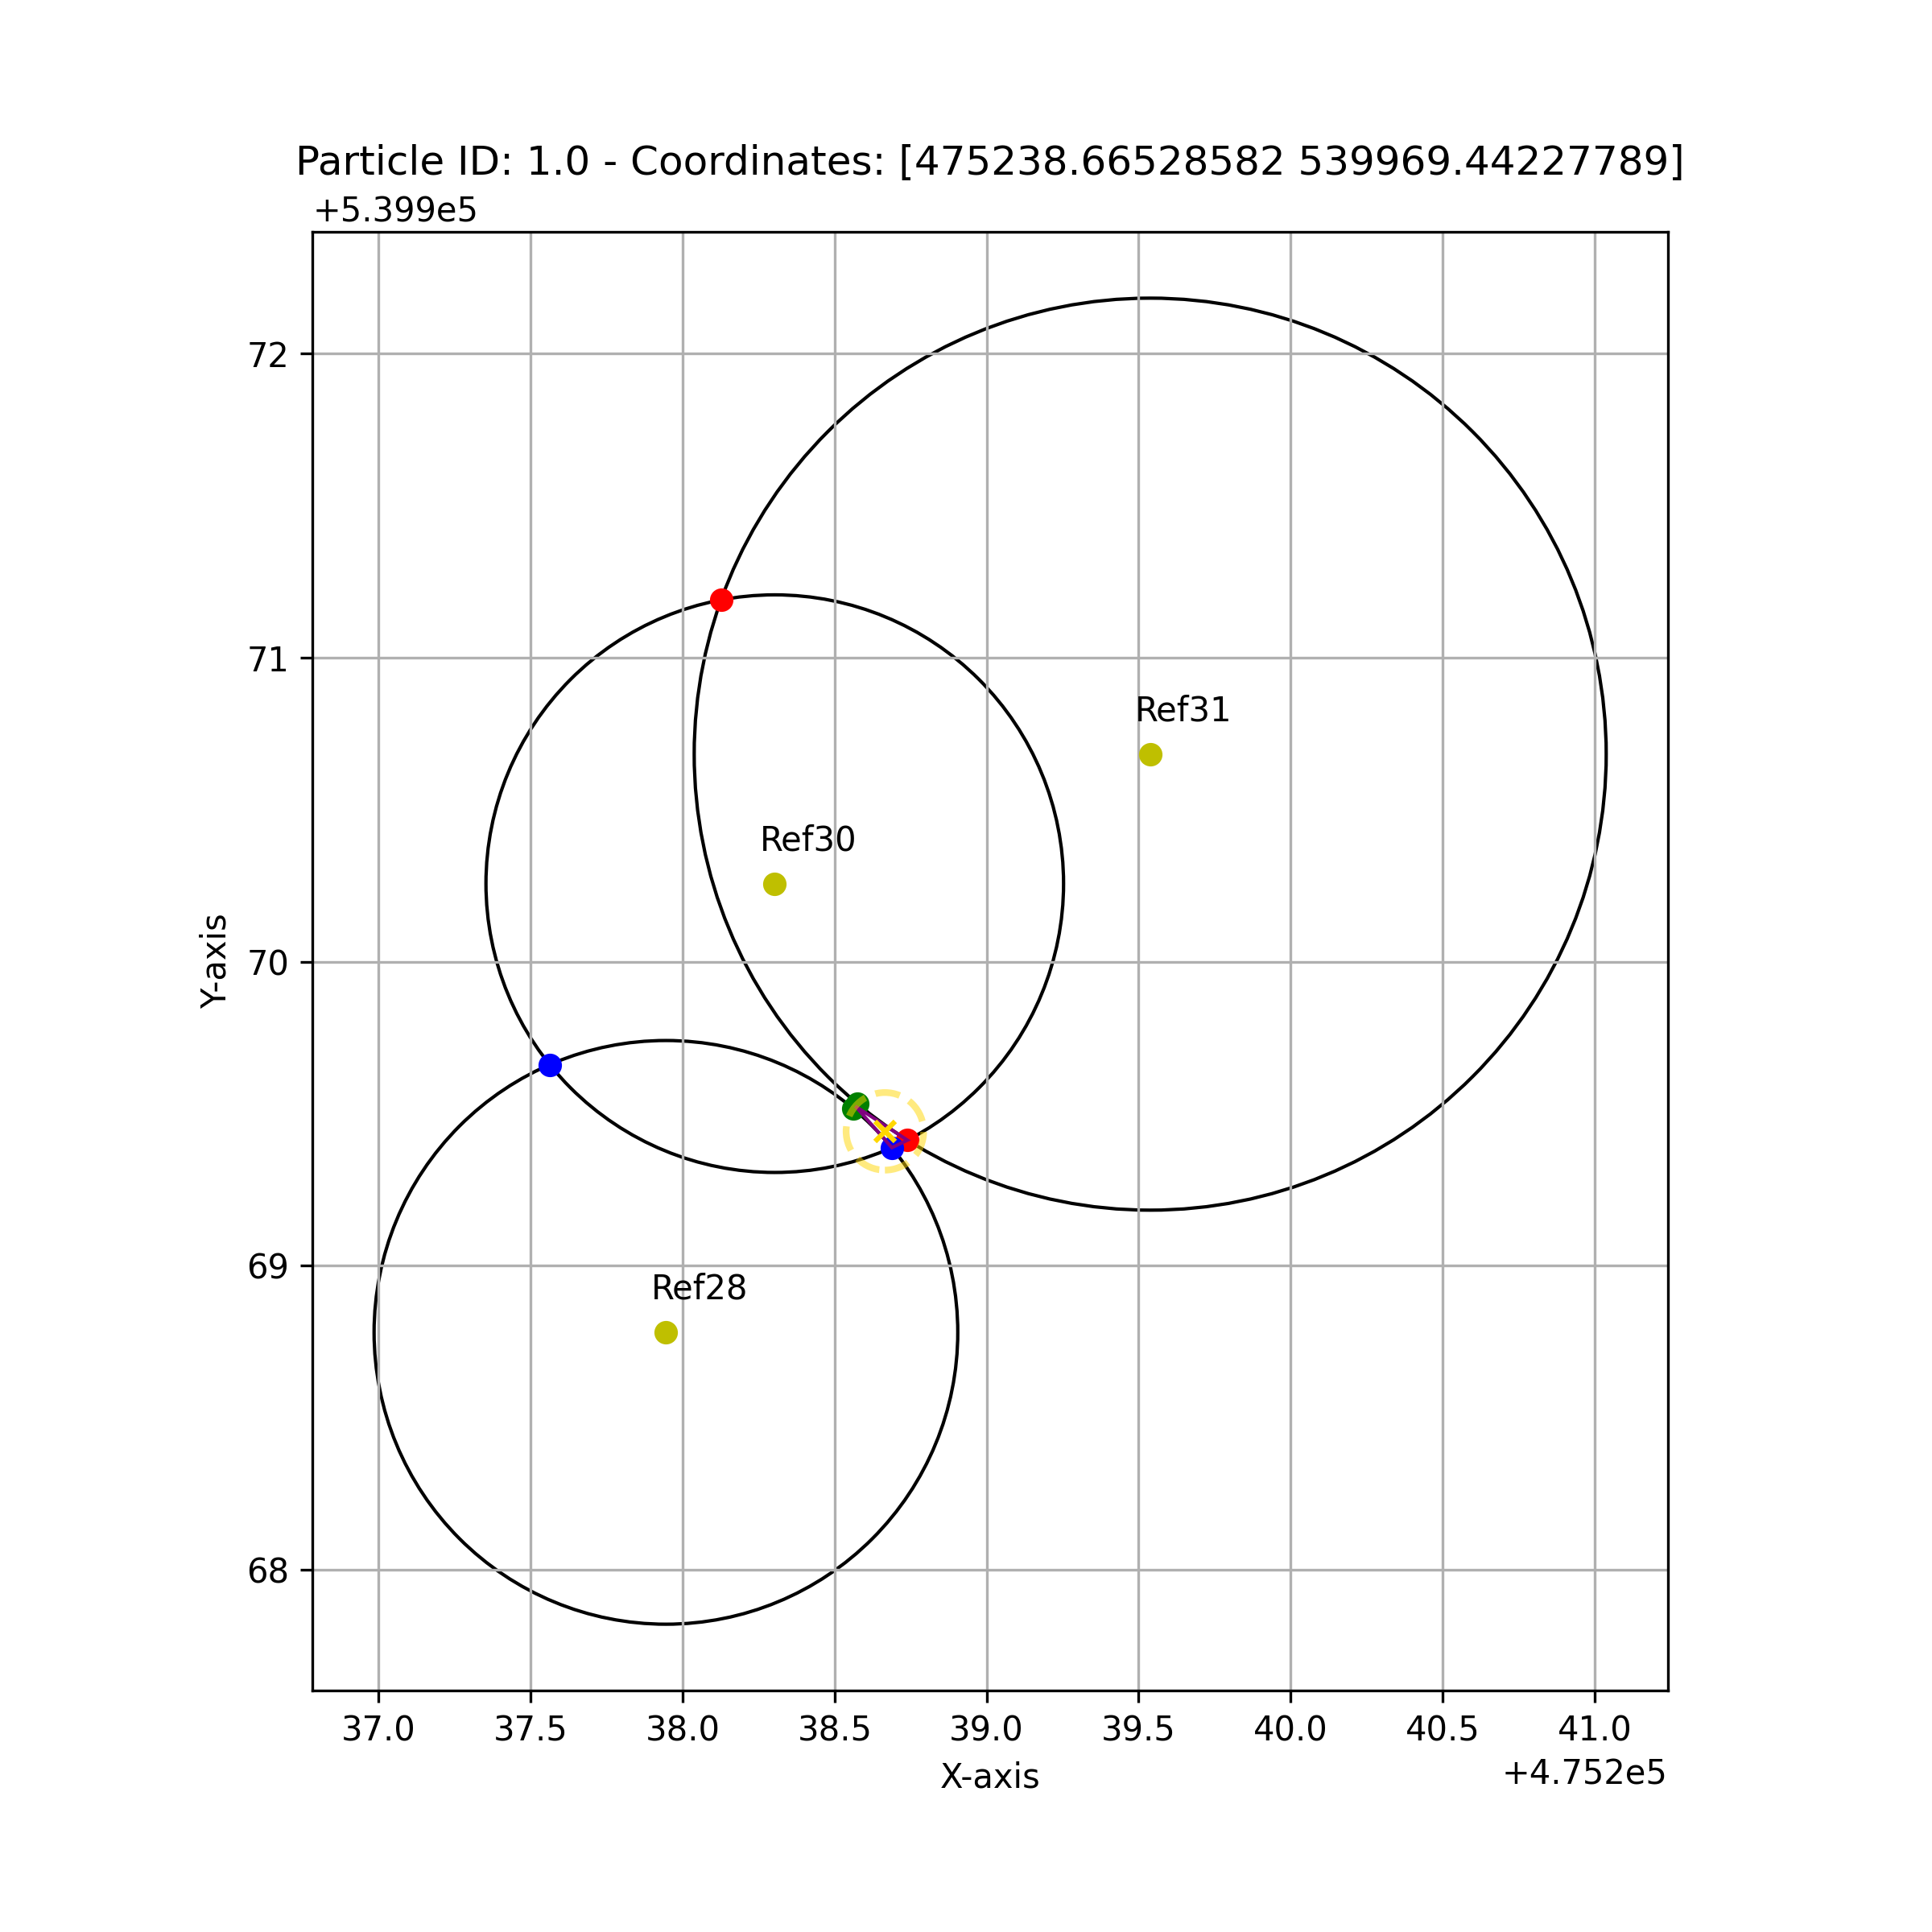 Particle ID: 1.0 - Coordinates: [475238.66528582 539969.44227789]
+5.399e5
72
71
70
69
68
Y-axis
Ref31
Ref30
Ref28
37.0 37.5 38.0 38.5 39.0 39.5 40.0 40.5 41.0
X-axis
+4.752e5